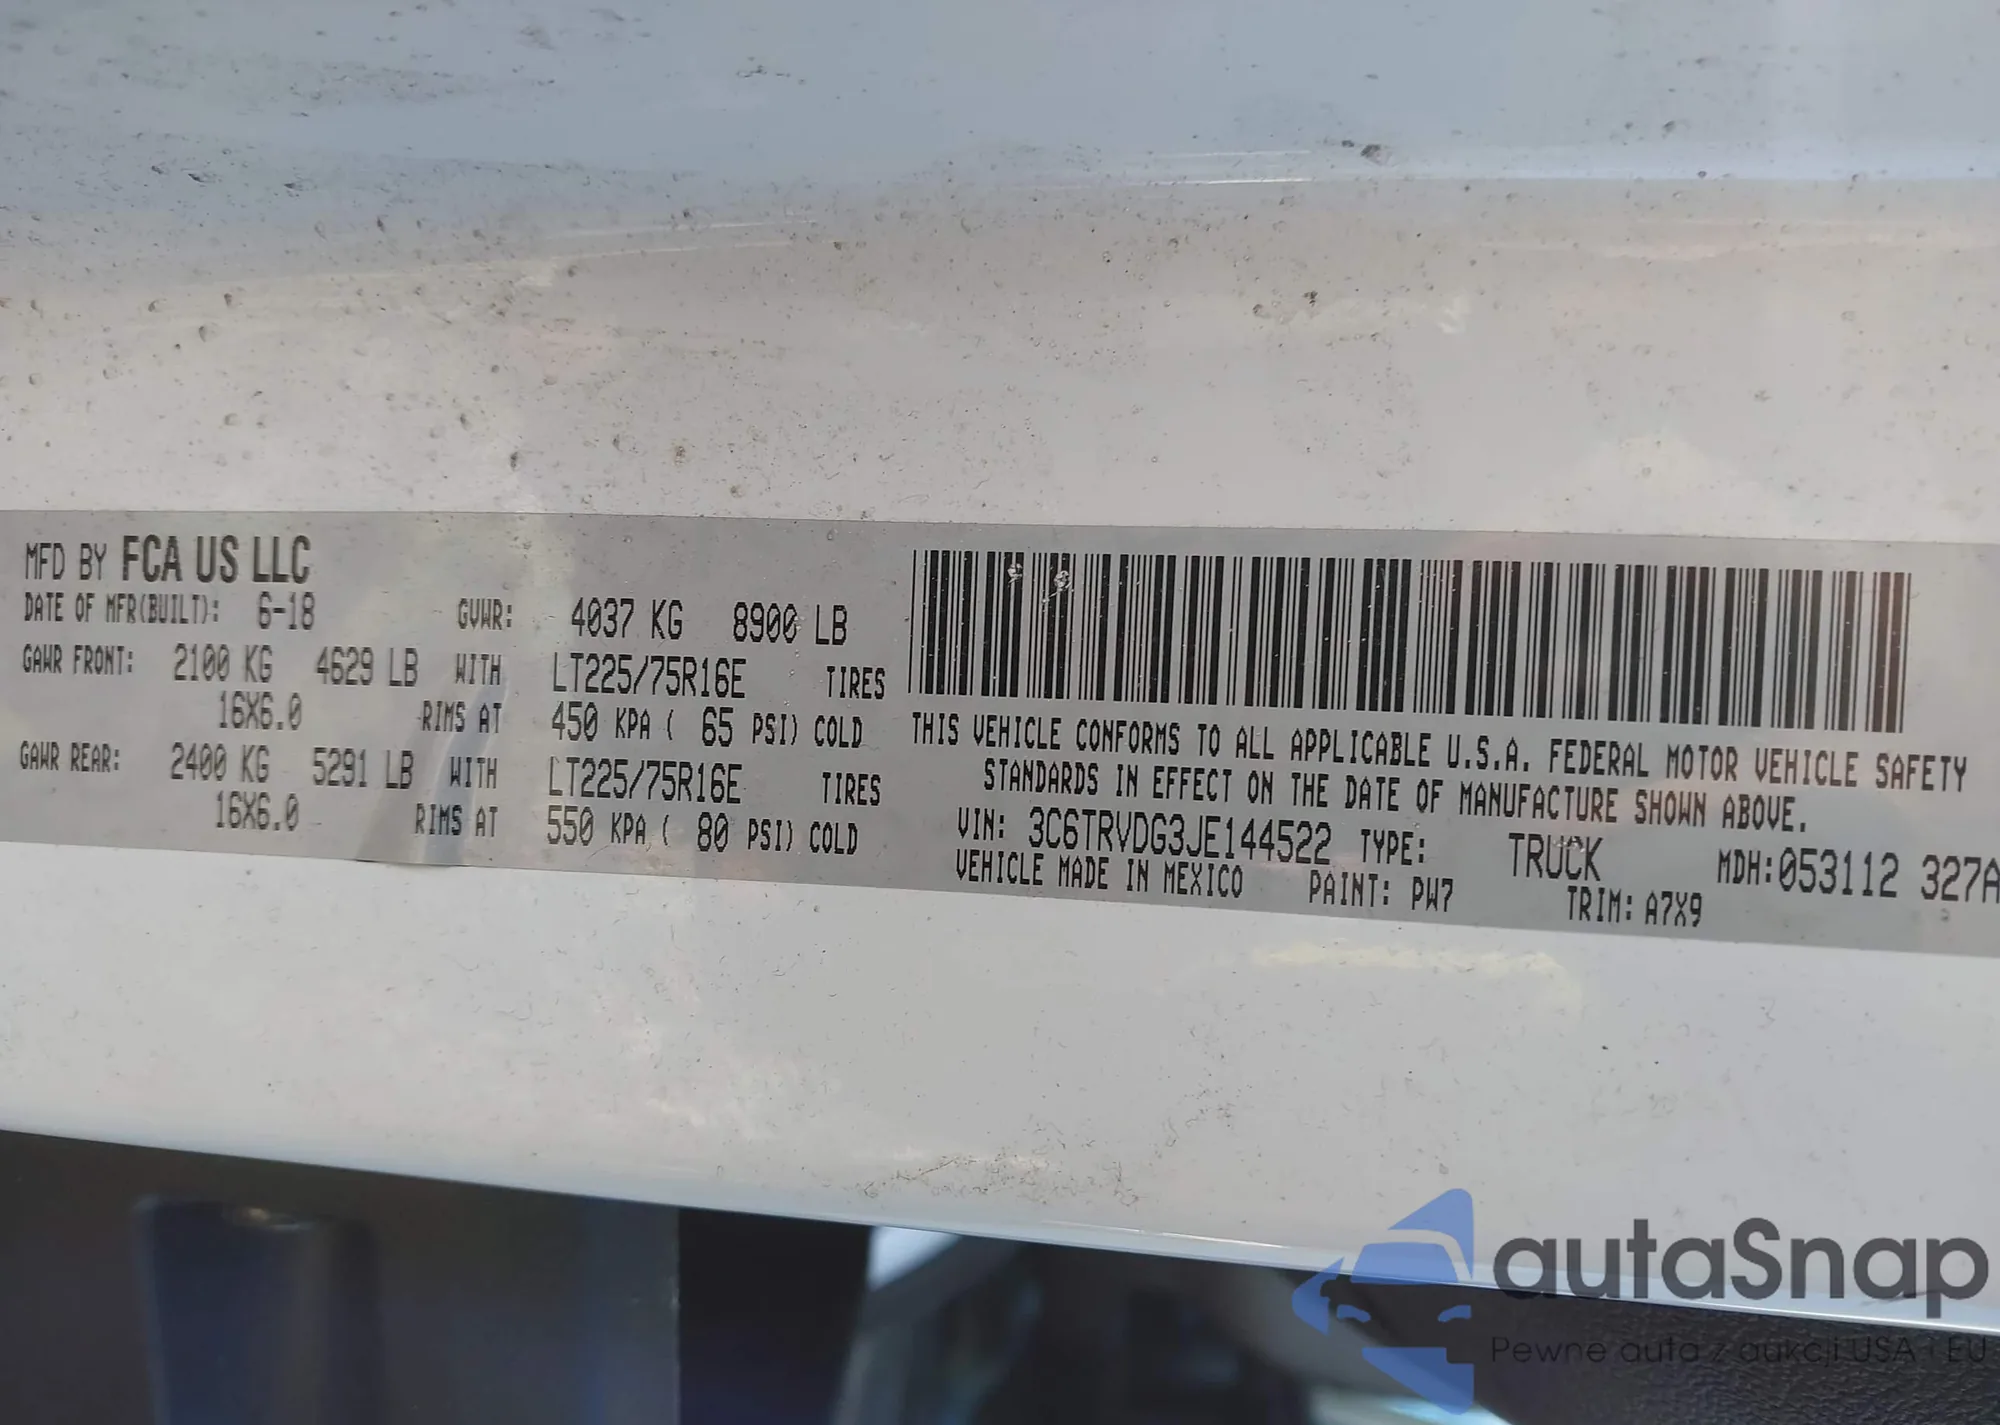 MFD BY FCA US LLC
DATE OF MFR(BUILT): 6-18 GVWR: 4037 KG 8900 LB
GAWR FRONT: 2100 KG 4629 LB WITH LT225/75R16E TIRES
16X6.0 RIMS AT 450 KPA ( 65 PSI) COLD
GAWR REAR: 2400 KG 5291 LB WITH LT225/75R16E TIRES
16X6.0 RIMS AT 550 KPA ( 80 PSI) COLD
THIS VEHICLE CONFORMS TO ALL APPLICABLE U.S.A. FEDERAL MOTOR VEHICLE SAFETY
STANDARDS IN EFFECT ON THE DATE OF MANUFACTURE SHOWN ABOVE.
VIN: 3C6TRVDG3JE144522 TYPE: TRUCK MDH:053112 327A
VEHICLE MADE IN MEXICO PAINT: PW7 TRIM: A7X9
autaSnap
Pewne auta z aukcji USA i EU